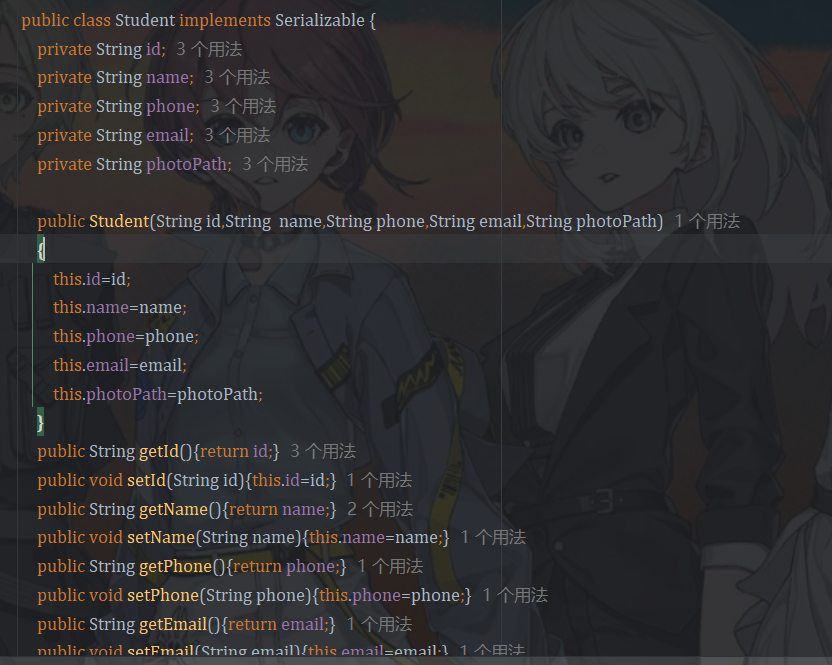 public class Student implements Serializable {
private String id; 3 个用法
private String name; 3 个用法
private String phone; 3 个用法
private String email; 3 个用法
private String photoPath; 3 个用法
public Student(String id,String  name,String phone,String email,String photoPath) 1 个用法
{
this.id=id;
this.name=name;
this.phone=phone;
this.email=email;
this.photoPath=photoPath;
}
public String getId(){return id;} 3 个用法
public void setId(String id){this.id=id;} 1 个用法
public String getName(){return name;} 2 个用法
public void setName(String name){this.name=name;} 1 个用法
public String getPhone(){return phone;} 1 个用法
public void setPhone(String phone){this.phone=phone;} 1 个用法
public String getEmail(){return email;} 1 个用法
public void setEmail(String email){this.email=email;} 1 个用法